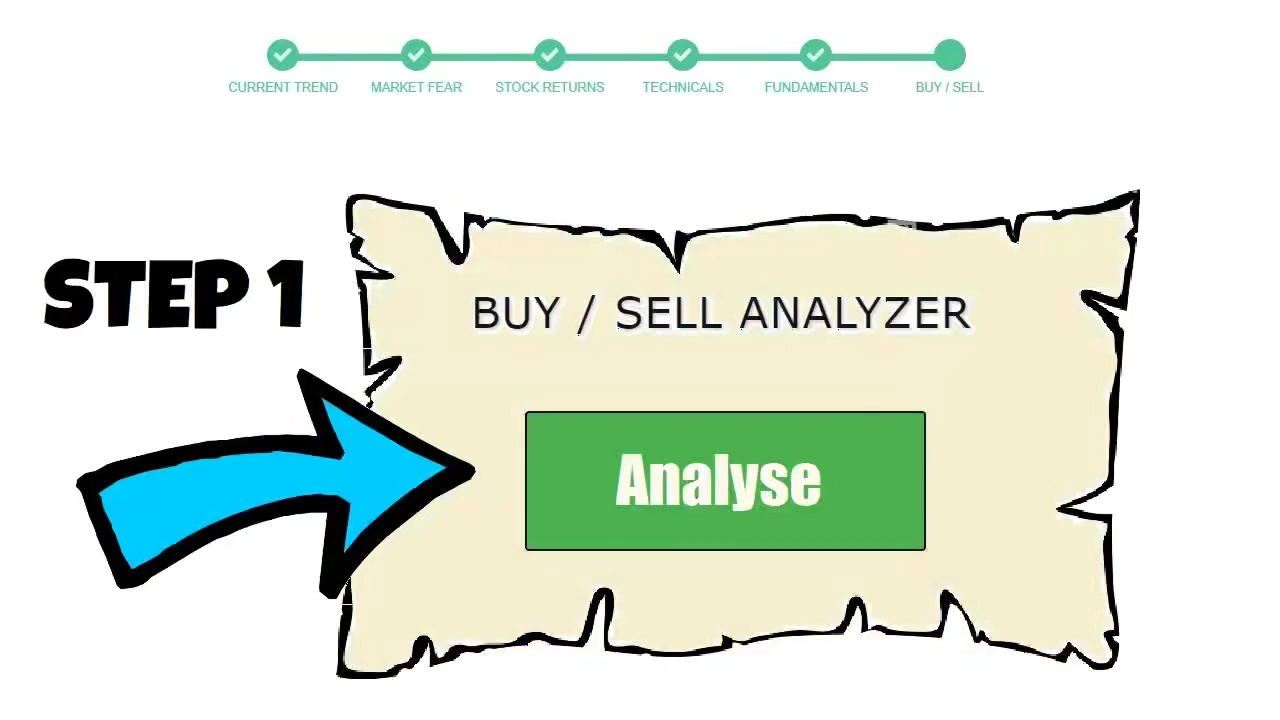 CURRENT TREND MARKET FEAR STOCK RETURNS TECHNICALS FUNDAMENTALS BUY / SELL
STEP 1
BUY / SELL ANALYZER
Analyse